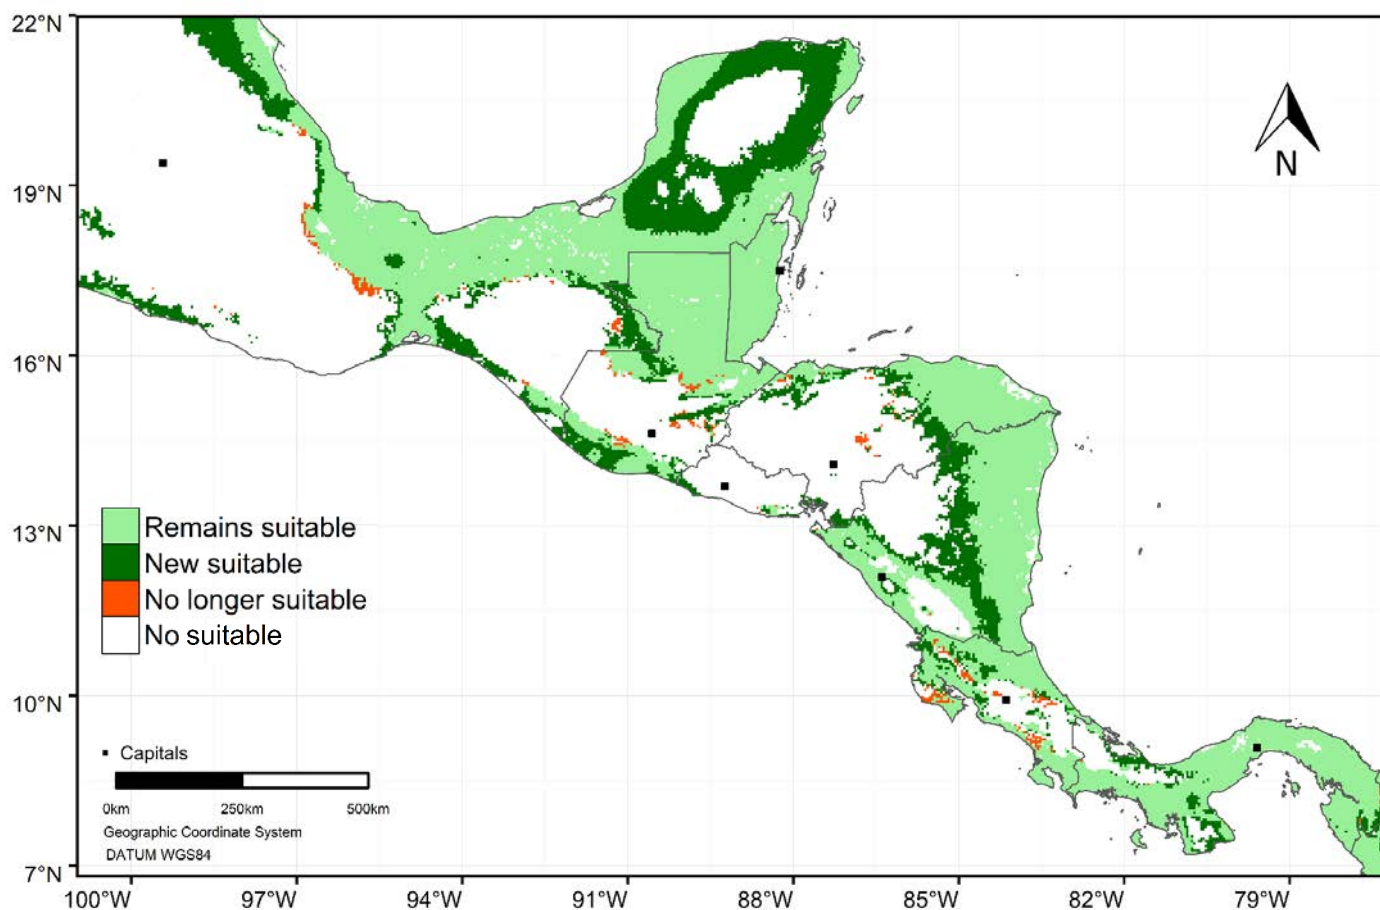 22°N
19°N
16°N
13°N
10°N
7°N
N
Remains suitable
New suitable
No longer suitable
No suitable
Capitals
0km 250km 500km
Geographic Coordinate System
DATUM WGS84
100°W 97°W 94°W 91°W 88°W 85°W 82°W 79°W